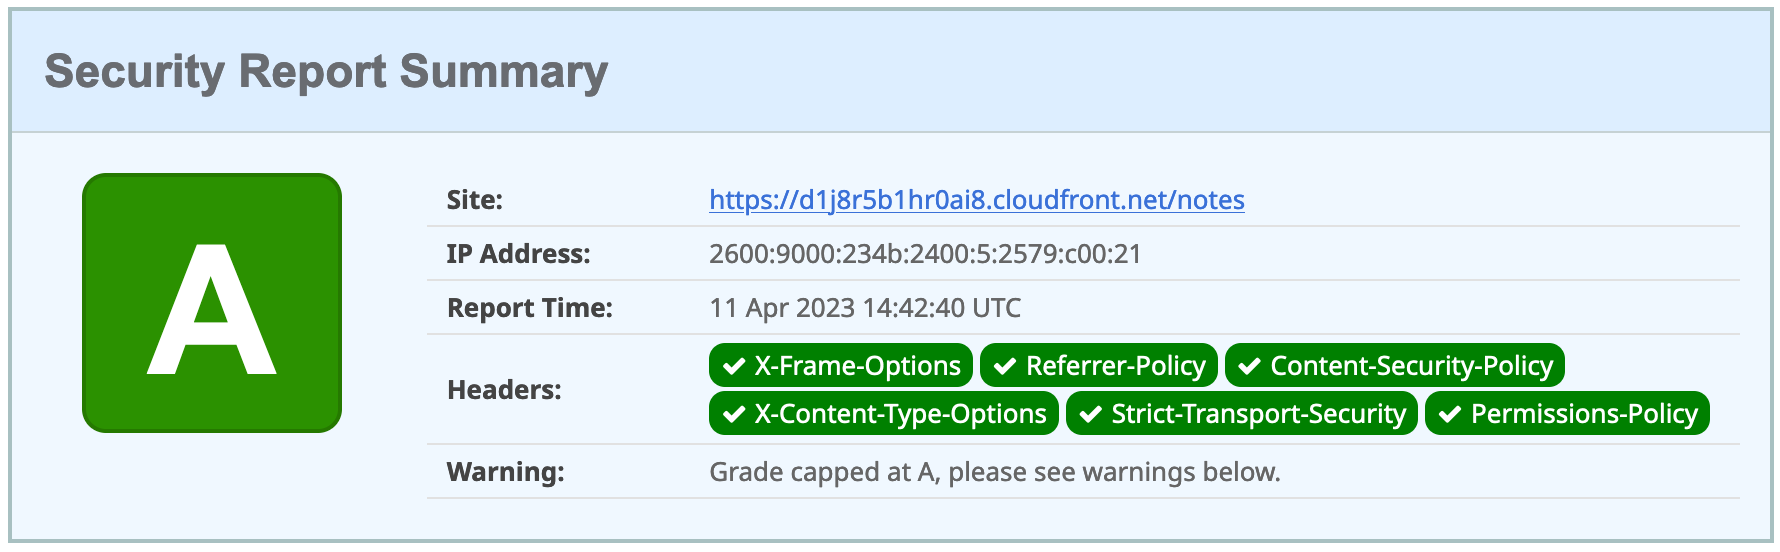 Security Report Summary
A
Site: https://d1j8r5b1hr0ai8.cloudfront.net/notes
IP Address: 2600:9000:234b:2400:5:2579:c00:21
Report Time: 11 Apr 2023 14:42:40 UTC
Headers: X-Frame-Options Referrer-Policy Content-Security-Policy
X-Content-Type-Options Strict-Transport-Security Permissions-Policy
Warning: Grade capped at A, please see warnings below.